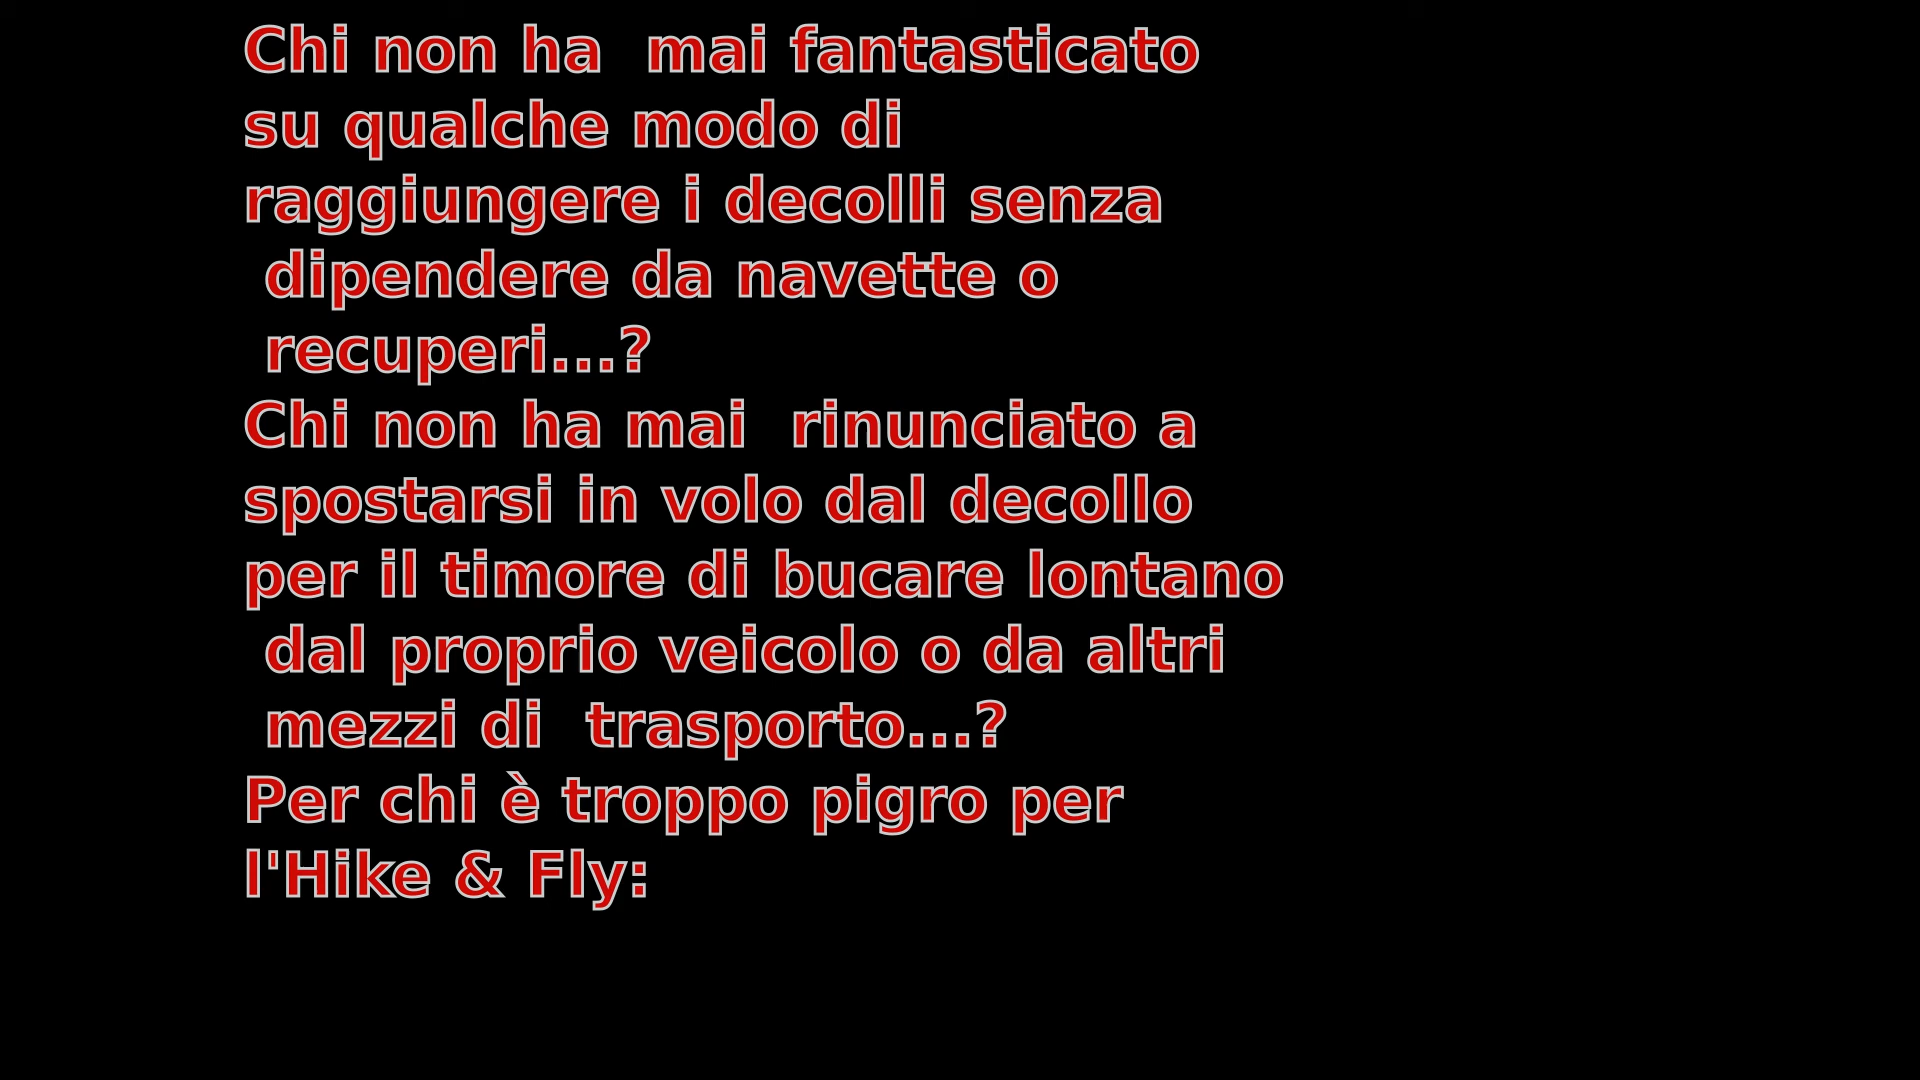 Chi non ha  mai fantasticato
su qualche modo di
raggiungere i decolli senza
 dipendere da navette o
 recuperi...?
Chi non ha mai  rinunciato a
spostarsi in volo dal decollo
per il timore di bucare lontano
 dal proprio veicolo o da altri
 mezzi di  trasporto...?
Per chi è troppo pigro per
l'Hike & Fly: